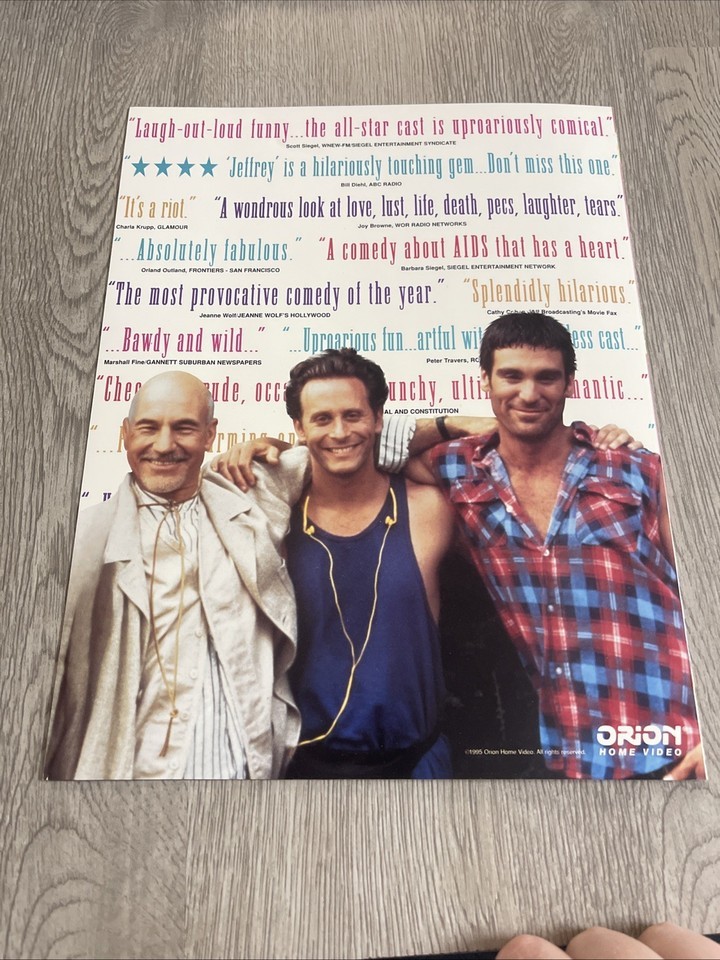 "Laugh-out-loud funny...the all-star cast is uproariously comical."
Scott Siegel, WNEW-FM/SIEGEL ENTERTAINMENT SYNDICATE
"★★★★ 'Jeffrey' is a hilariously touching gem...Don't miss this one."
Bill Diehl, ABC RADIO
"It's a riot." "A wondrous look at love, lust, life, death, pecs, laughter, tears."
Charla Krupp, GLAMOUR Joy Browne, WOR RADIO NETWORKS
"...Absolutely fabulous." "A comedy about AIDS that has a heart."
Orland Outland, FRONTIERS - SAN FRANCISCO Barbara Siegel, SIEGEL ENTERTAINMENT NETWORK
"The most provocative comedy of the year." "Splendidly hilarious."
Jeanne Wolf/JEANNE WOLF'S HOLLYWOOD Cathy Broadcasting's Movie Fax
"...Bawdy and wild..." "...Uproarious fun...artful cast..."
Marshall Fine/GANNETT SUBURBAN NEWSPAPERS Peter Travers,
AL AND CONSTITUTION
©1995 Orion Home Video. All rights reserved.
ORION
HOME VIDEO